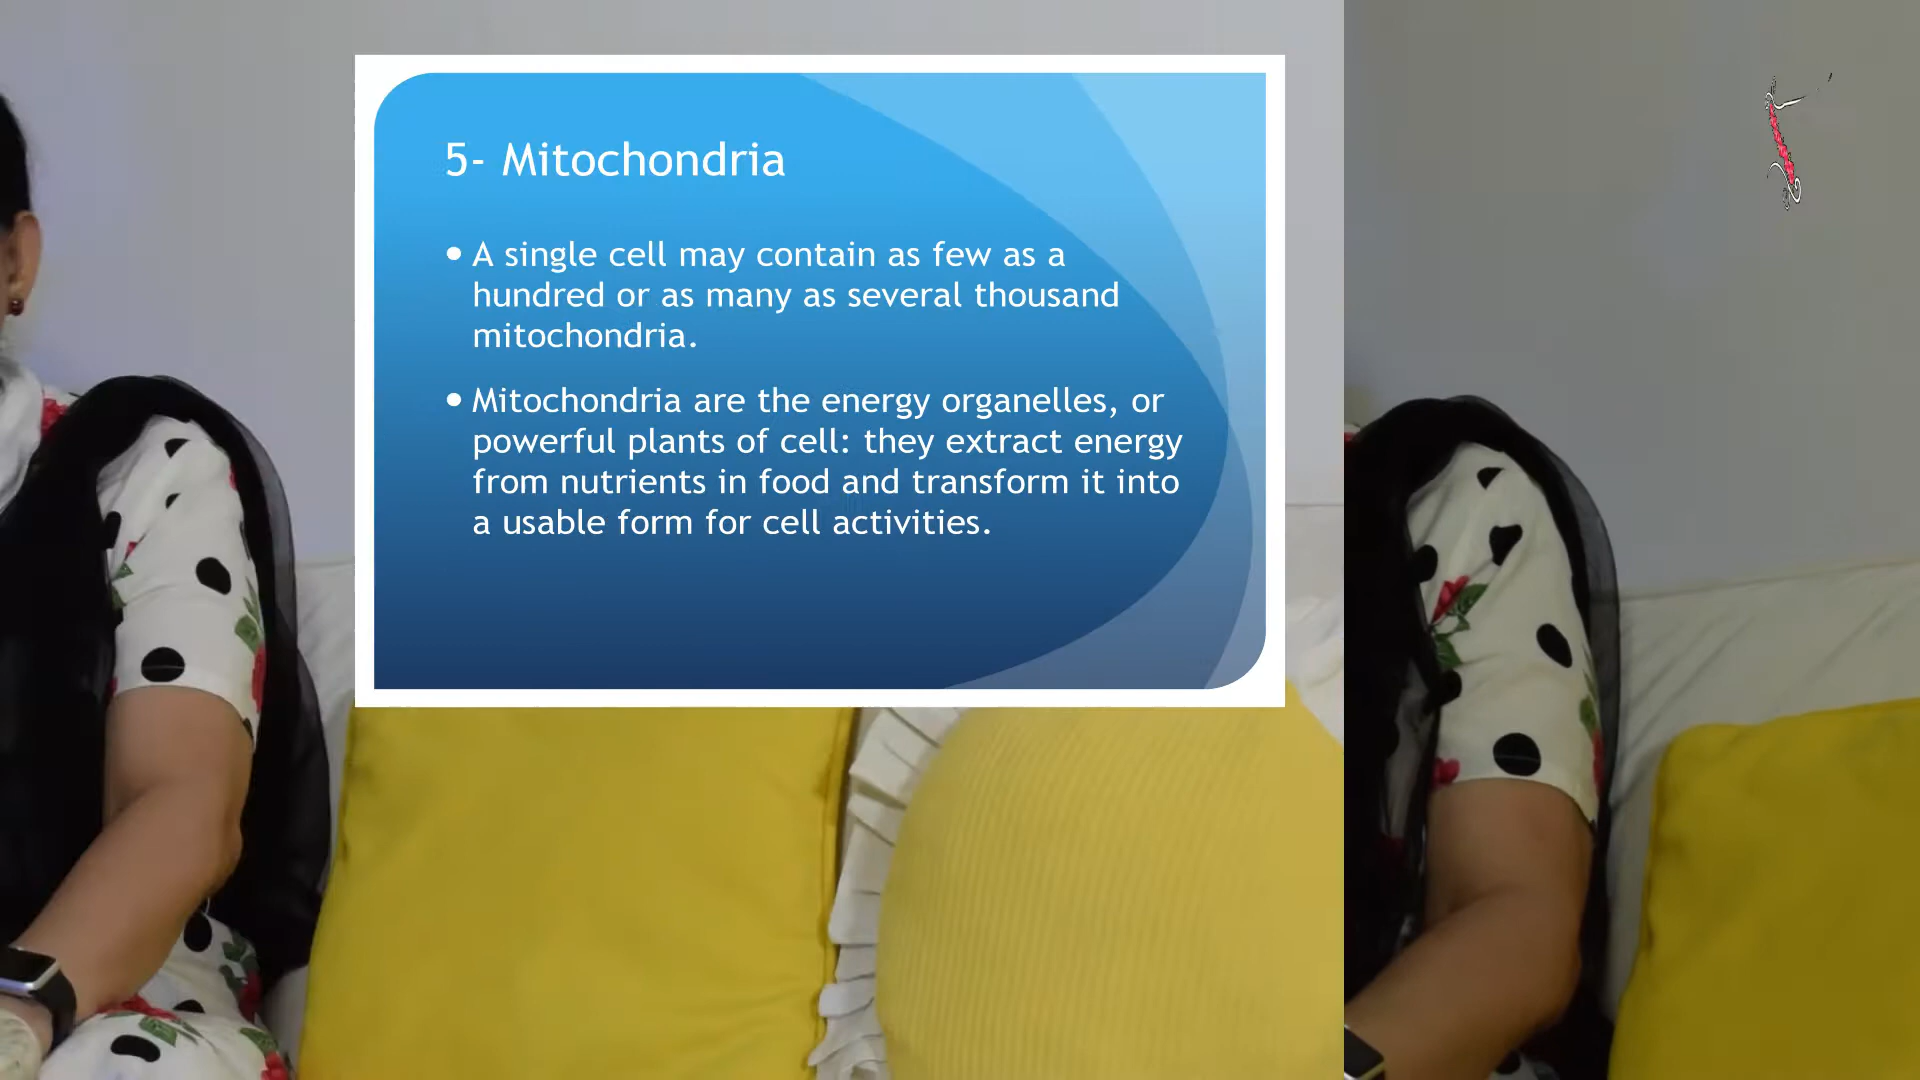 5- Mitochondria
• A single cell may contain as few as a
hundred or as many as several thousand
mitochondria.
• Mitochondria are the energy organelles, or
powerful plants of cell: they extract energy
from nutrients in food and transform it into
a usable form for cell activities.